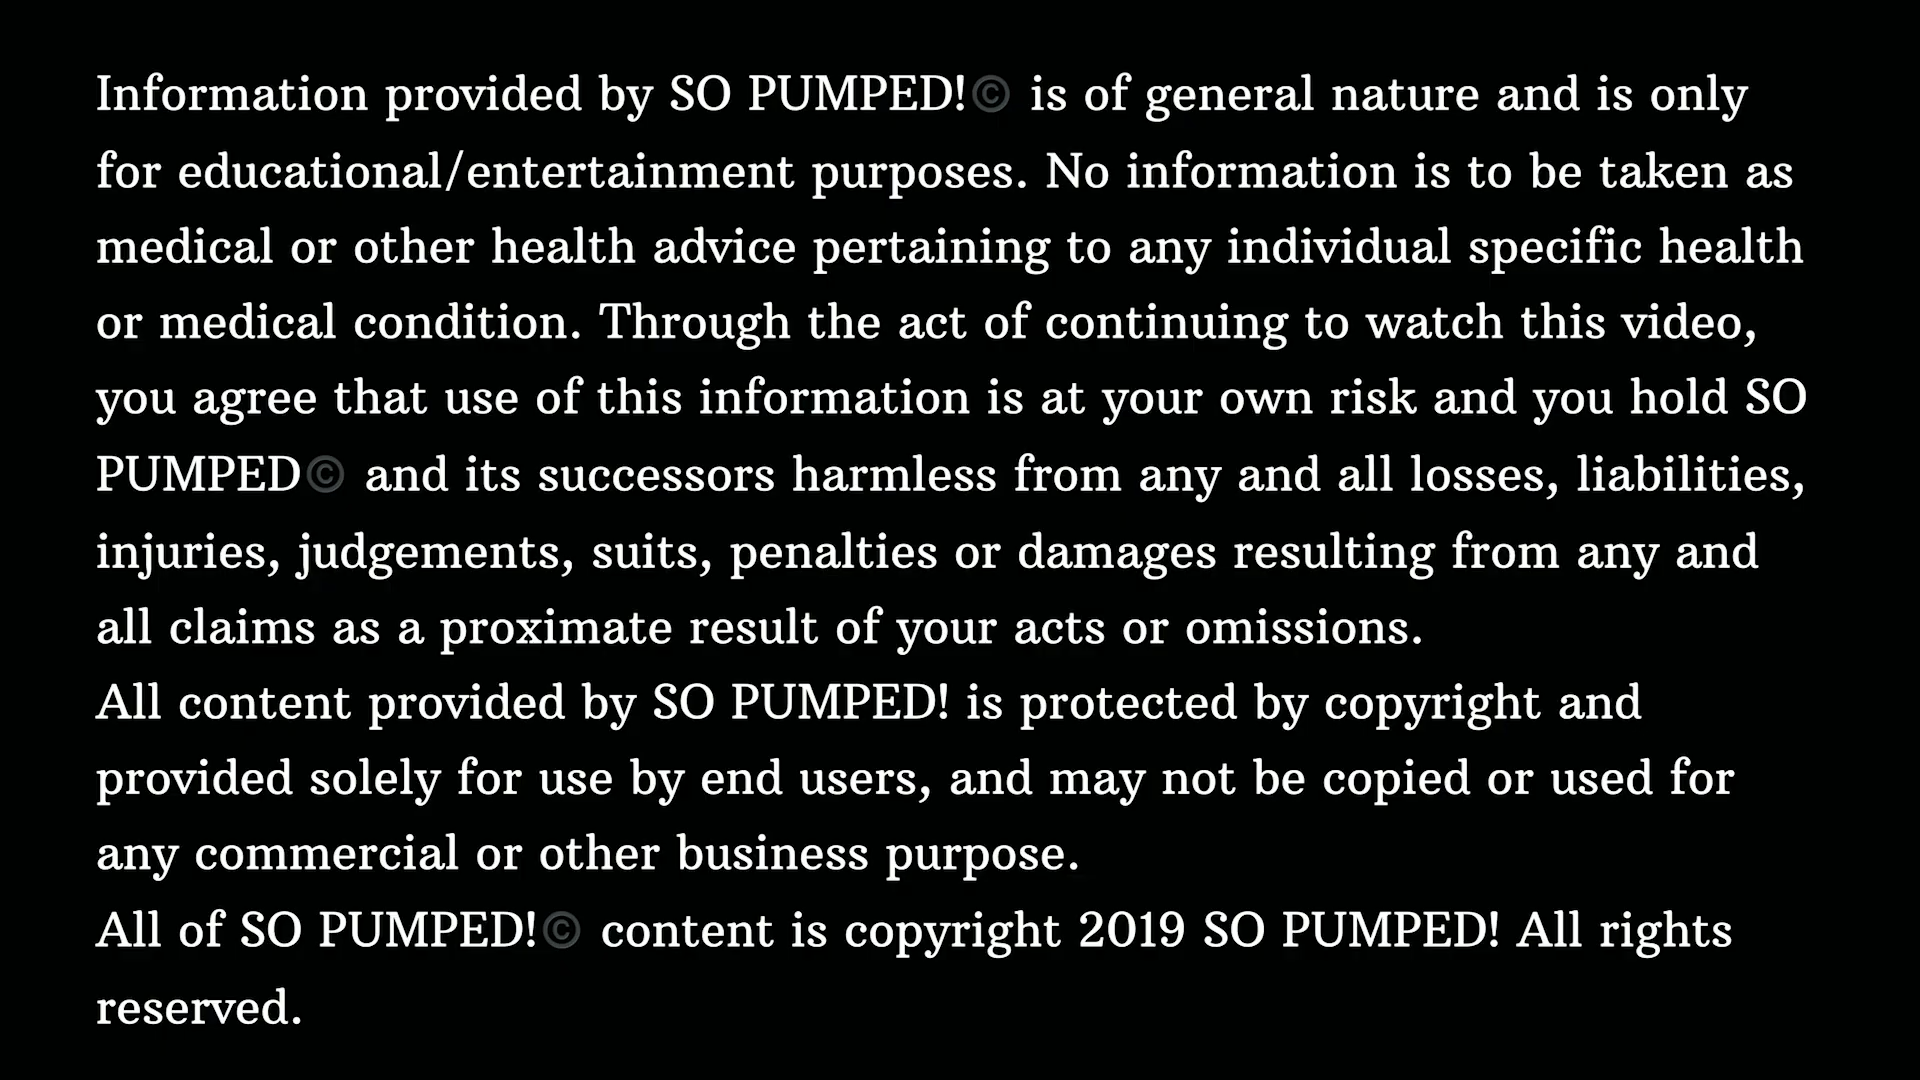 Information provided by SO PUMPED!© is of general nature and is only
for educational/entertainment purposes. No information is to be taken as
medical or other health advice pertaining to any individual specific health
or medical condition. Through the act of continuing to watch this video,
you agree that use of this information is at your own risk and you hold SO
PUMPED© and its successors harmless from any and all losses, liabilities,
injuries, judgements, suits, penalties or damages resulting from any and
all claims as a proximate result of your acts or omissions.
All content provided by SO PUMPED! is protected by copyright and
provided solely for use by end users, and may not be copied or used for
any commercial or other business purpose.
All of SO PUMPED!© content is copyright 2019 SO PUMPED! All rights
reserved.